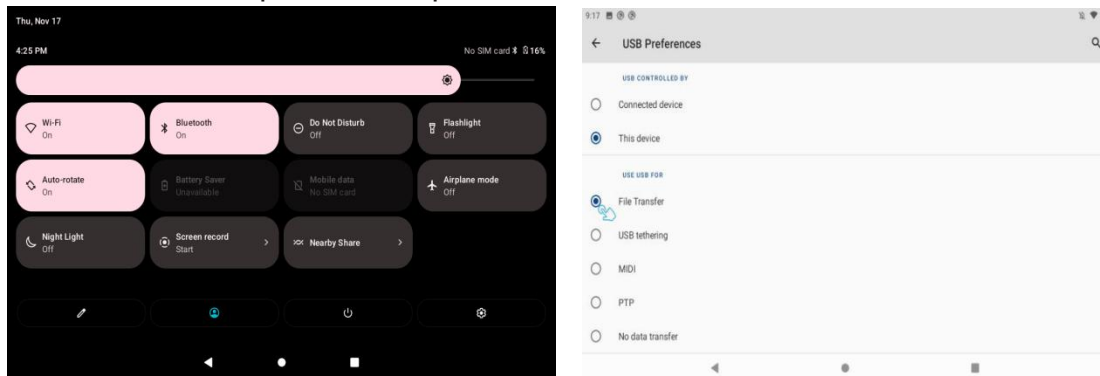 Thu, Nov 17
4:25 PM
No SIM card 16%
Wi-Fi
On
Bluetooth
On
Do Not Disturb
Off
Flashlight
Off
Auto-rotate
On
Battery Saver
Unavailable
Mobile data
No SIM card
Airplane mode
Off
Night Light
Off
Screen record
Start
Nearby Share
9:17
USB Preferences
USB CONTROLLED BY
Connected device
This device
USE USB FOR
File Transfer
USB tethering
MIDI
PTP
No data transfer